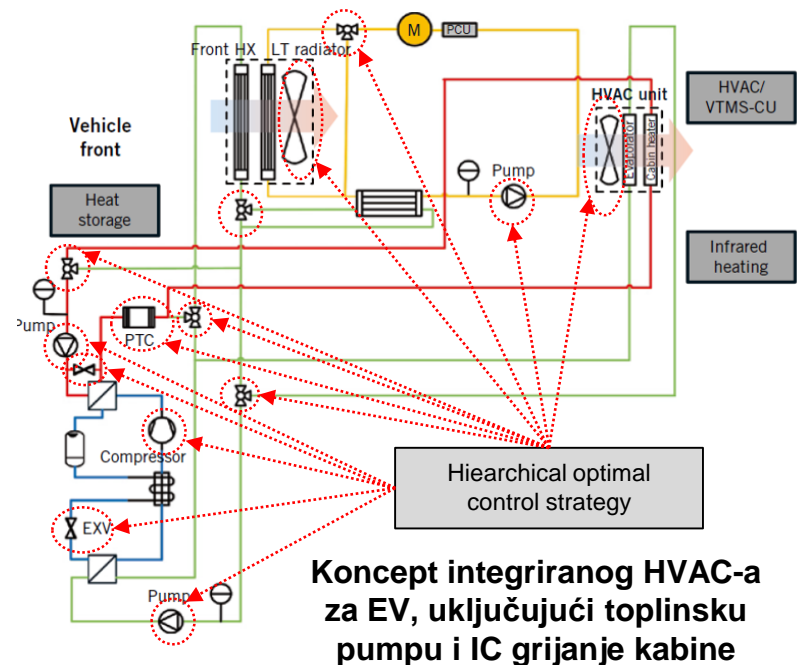 M
PCU
Front HX
LT radiator
HVAC unit
HVAC/
VTMS-CU
Vehicle
front
Evaporator
Cabin heater
Heat
storage
Pump
Infrared
heating
Pump
PTC
Compressor
Hiearchical optimal
control strategy
EXV
Pump
Koncept integriranog HVAC-a
za EV, uključujući toplinsku
pumpu i IC grijanje kabine